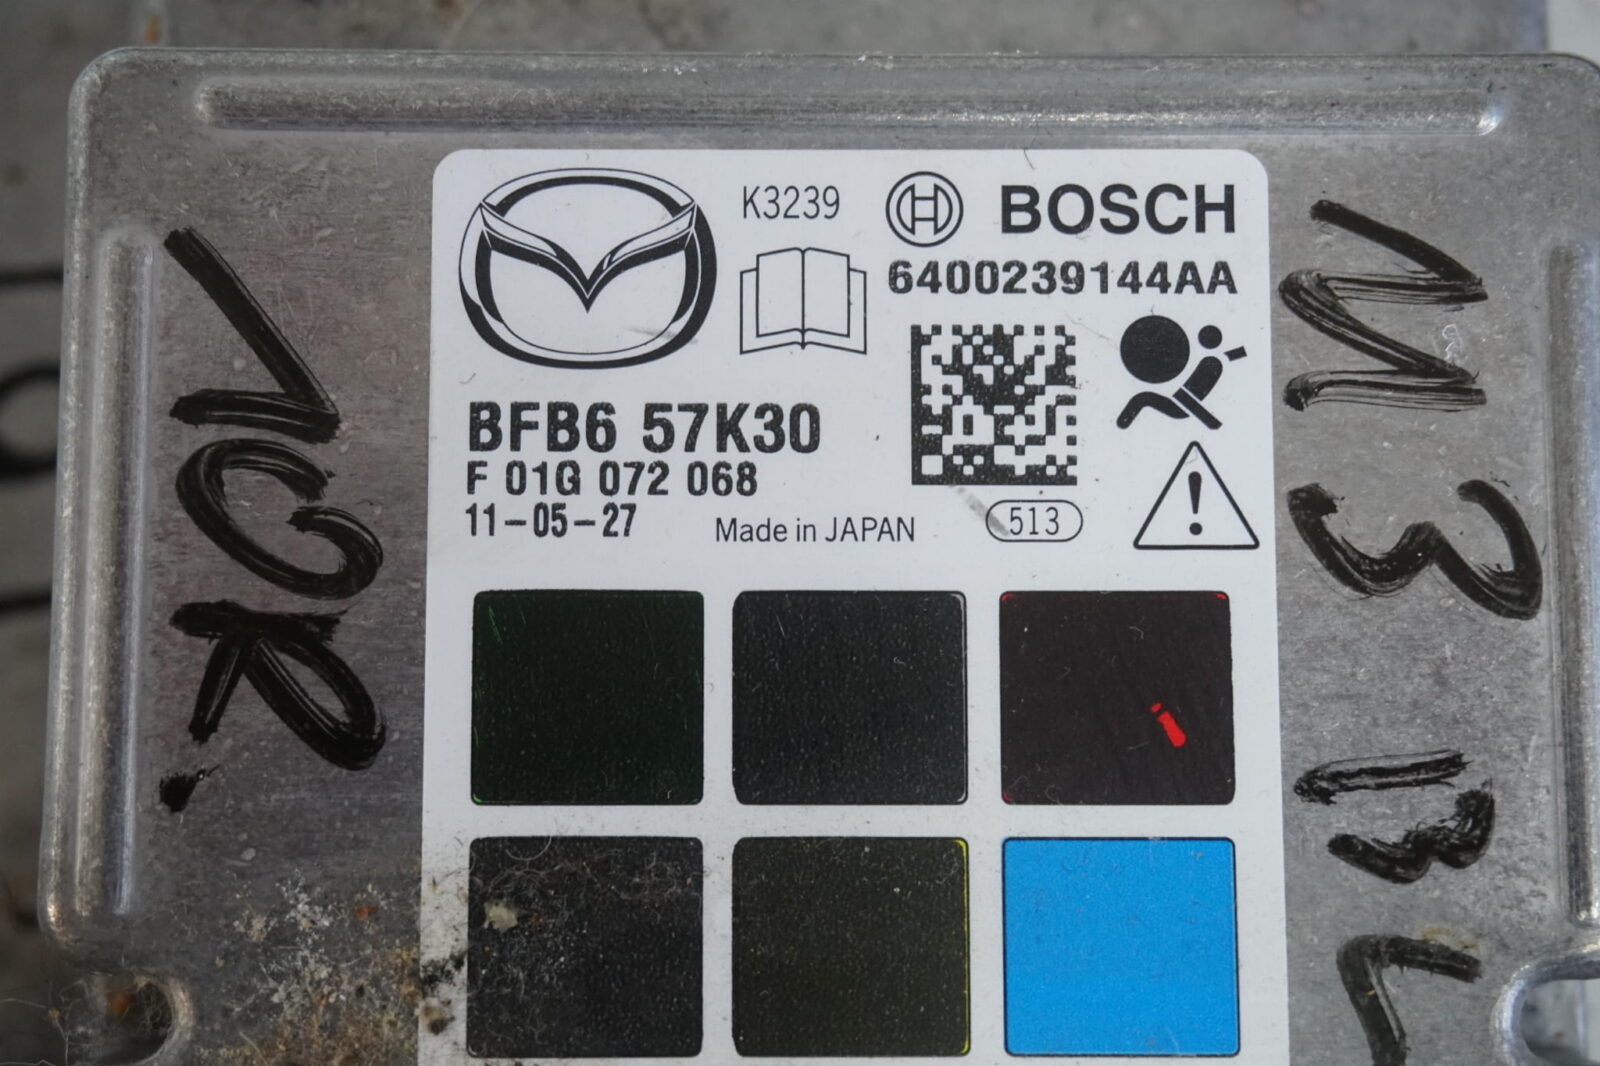 K3239
BOSCH
6400239144AA
BFB6 57K30
F 01G 072 068
11-05-27
Made in JAPAN
513